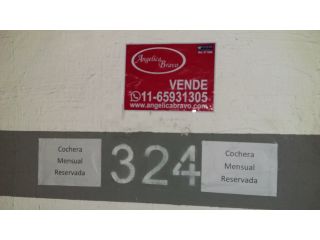 Angelica
Bravo
VENDE
11-65931305
www.angelicabravo.com
Cochera
Mensual
Reservada
324
Cochera
Mensual
Reservada